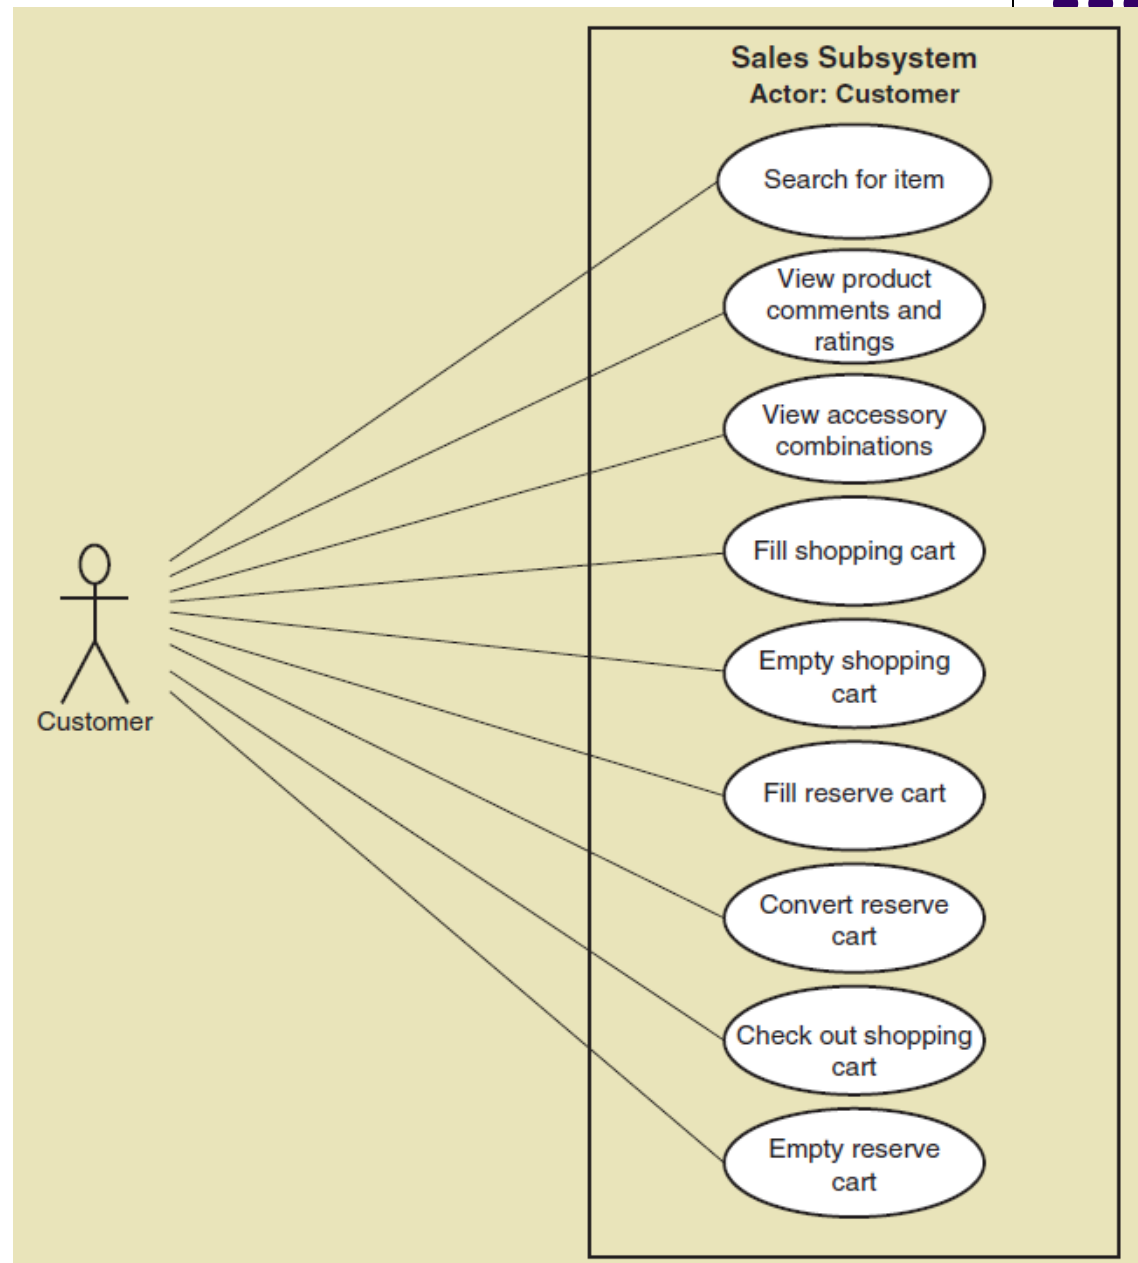 Sales Subsystem
Actor: Customer
Search for item
View product
comments and
ratings
View accessory
combinations
Fill shopping cart
Empty shopping
cart
Fill reserve cart
Convert reserve
cart
Check out shopping
cart
Empty reserve
cart
Customer